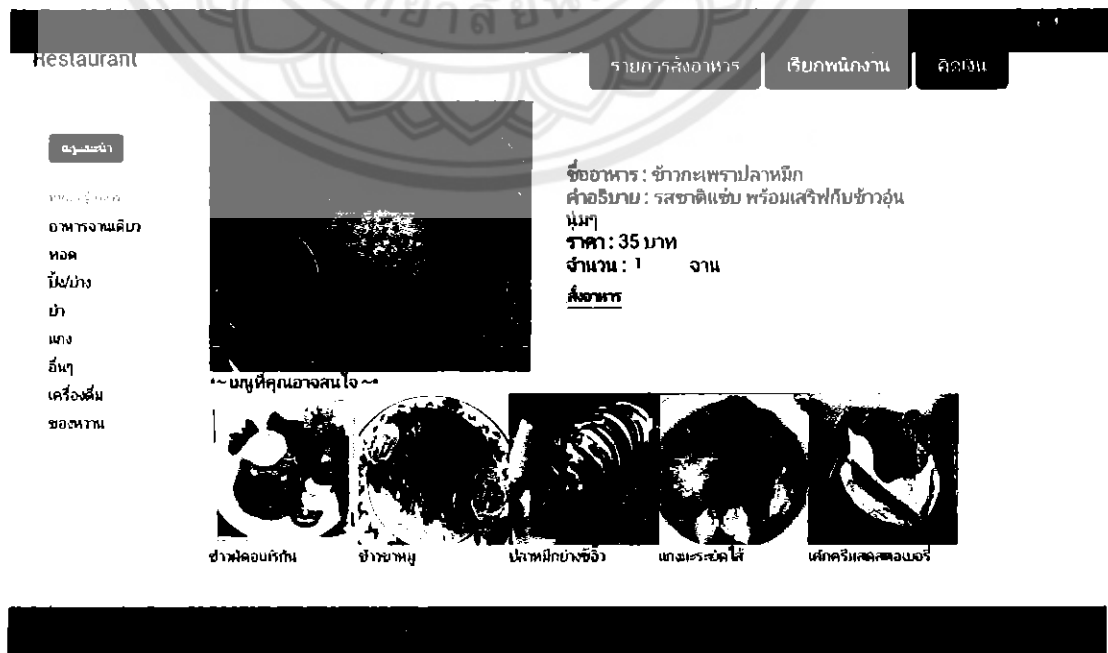 Restaurant
รายการสั่งอาหาร
เรียกพนักงาน
คิดเงิน
เมนูแนะนำ
อาหารจานเดียว
ทอด
ปิ้ง/ย่าง
ยำ
แกง
อื่นๆ
เครื่องดื่ม
ของหวาน
ชื่ออาหาร : ข้าวกะเพราปลาหมึก
คำอธิบาย : รสชาติแซ่บ พร้อมเสริฟกับข้าวอุ่น
นุ่มๆ
ราคา : 35 บาท
จำนวน : 1 จาน
สั่งอาหาร
~ เมนูที่คุณอาจสนใจ ~
ข้าวผัดอเมริกัน
ข้าวขาหมู
ปลาหมึกย่างซีอิ๊ว
แกงมะระยัดไส้
เค้กครีมสดสตอเบอรี่